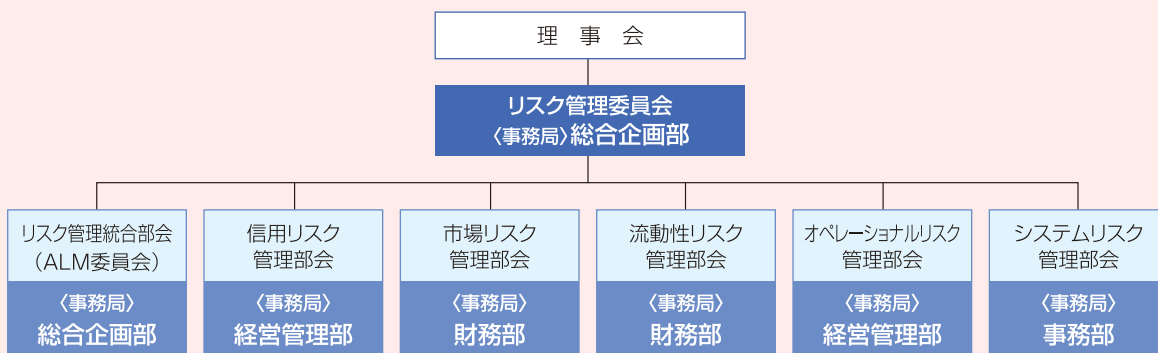 理 事 会
リスク管理委員会
〈事務局〉総合企画部
リスク管理統合部会
（ALM委員会）
〈事務局〉
総合企画部
信用リスク
管理部会
〈事務局〉
経営管理部
市場リスク
管理部会
〈事務局〉
財務部
流動性リスク
管理部会
〈事務局〉
財務部
オペレーショナルリスク
管理部会
〈事務局〉
経営管理部
システムリスク
管理部会
〈事務局〉
事務部